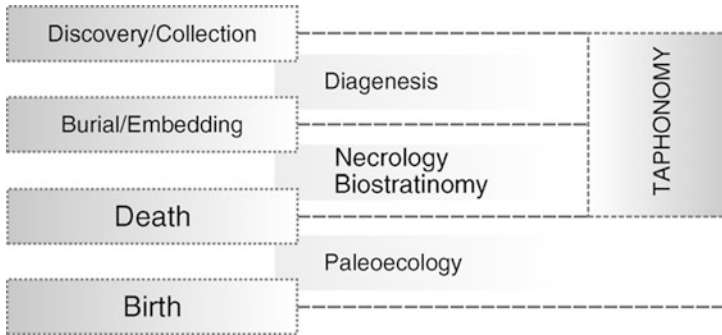 Discovery/Collection
Diagenesis
Burial/Embedding
Necrology
Biostratinomy
Death
Paleoecology
Birth
TAPHONOMY